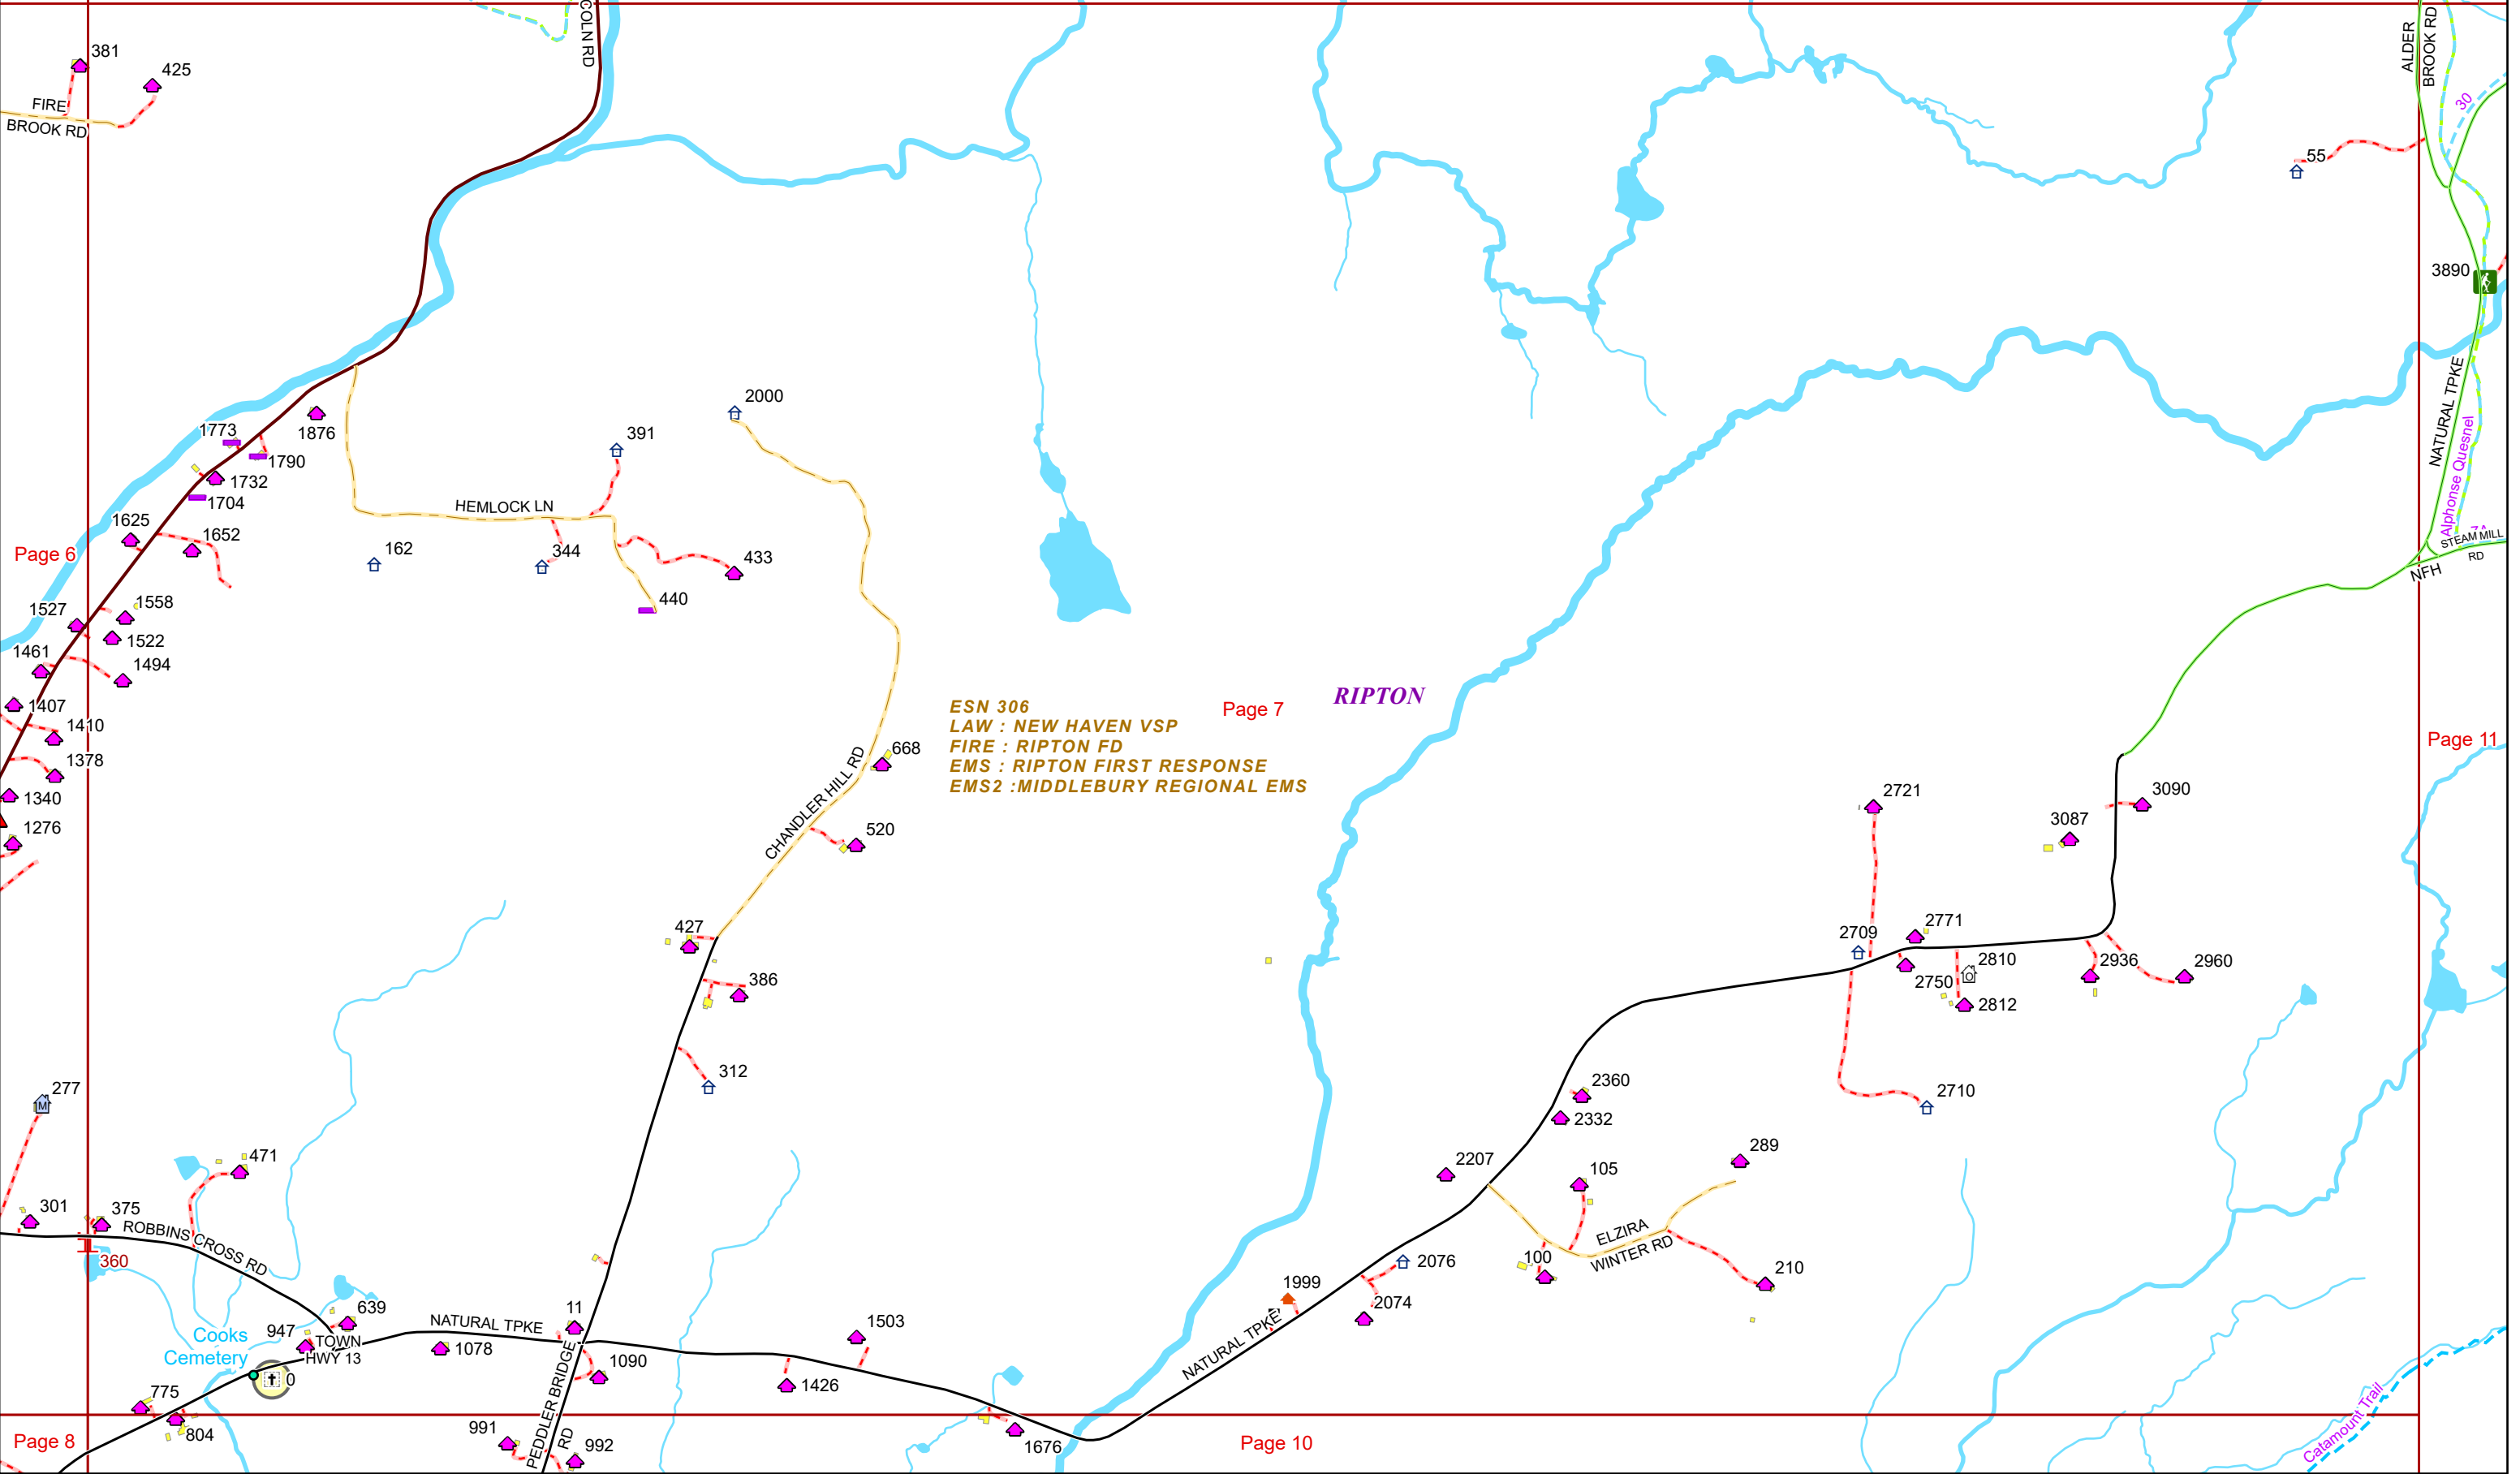 COLN RD
ALDER
BROOK RD
381
425
FIRE
BROOK RD
30
55
3890
2000
1773
1876
391
1790
NATURAL TPKE
1732
1704
HEMLOCK LN
Alphonse Quesnel
1625
1652
STEAM MILL
RD
Page 6
162
344
433
NFH
1527
1558
440
1522
1461
1494
RIPTON
1407
ESN 306
Page 7
LAW : NEW HAVEN VSP
1410
FIRE : RIPTON FD
668
Page 11
1378
EMS : RIPTON FIRST RESPONSE
EMS2 :MIDDLEBURY REGIONAL EMS
CHANDLER HILL RD
1340
2721
3090
1276
520
3087
427
2771
2709
2810
2936
2960
386
2750
2812
312
277
M
2360
2710
2332
471
289
2207
105
301
375
ROBBINS CROSS RD
ELZIRA
WINTER RD
360
100
2076
210
1999
639
11
2074
NATURAL TPKE
1503
Cooks
Cemetery
947
TOWN
HWY 13
1078
NATURAL TPKE
1090
0
1426
775
PEDDLER BRIDGE
RD
804
991
992
1676
Page 8
Page 10
Catamount Trail